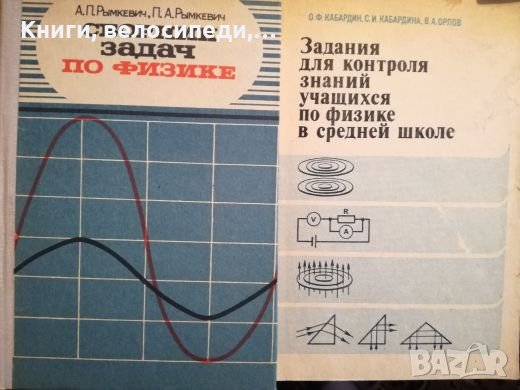 А.П.РЫМКЕВИЧ, П.А.РЫМКЕВИЧ
Книги, велосипеди,...
ЗАДАЧ
ПО ФИЗИКЕ
О.Ф.КАБАРДИН, С.И.КАБАРДИНА, В.А.ОРЛОВ
Задания
для контроля
знаний
учащихся
по физике
в средней школе
V
R
A
BAZAR